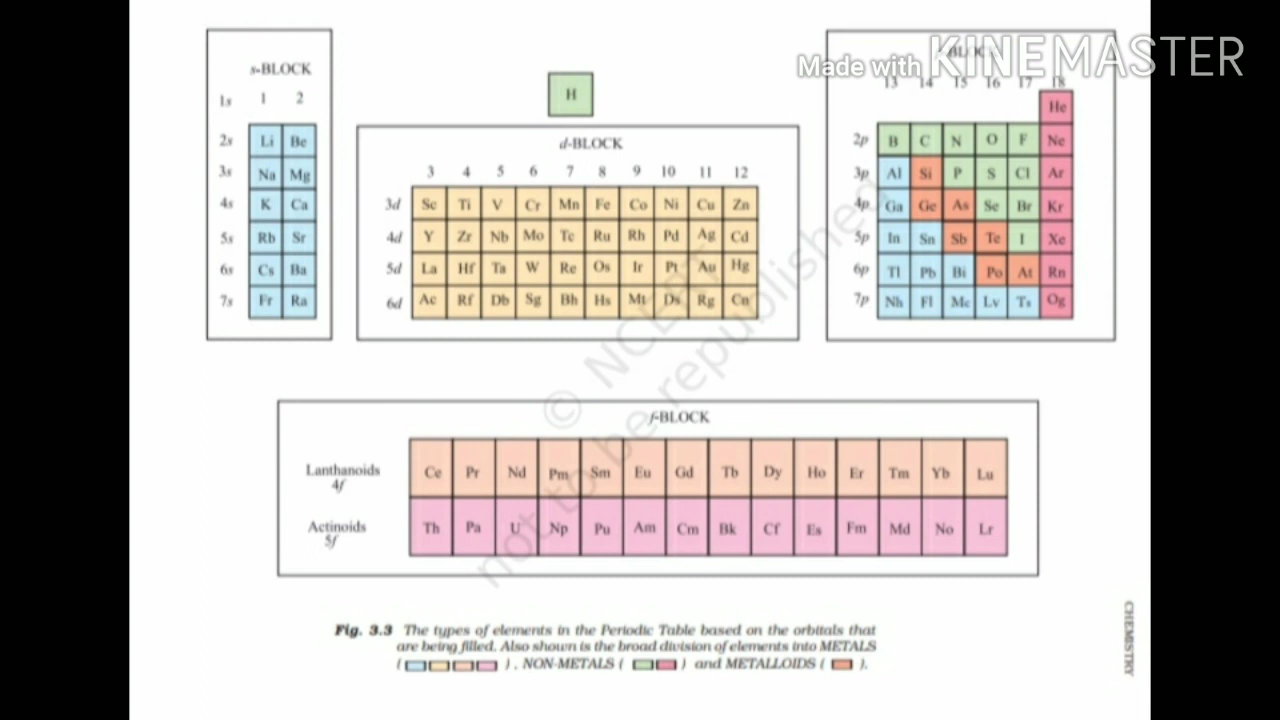 Made with KINEMASTER
s-BLOCK
1s 1 2
2s Li Be
3s Na Mg
4s K Ca
5s Rb Sr
6s Cs Ba
7s Fr Ra
H
d-BLOCK
3 4 5 6 7 8 9 10 11 12
3d Sc Ti V Cr Mn Fe Co Ni Cu Zn
4d Y Zr Nb Mo Tc Ru Rh Pd Ag Cd
5d La Hf Ta W Re Os Ir Pt Au Hg
6d Ac Rf Db Sg Bh Hs Mt Ds Rg Cn
BLOCK
13 14 15 16 17 18
He
2p B C N O F Ne
3p Al Si P S Cl Ar
4p Ga Ge As Se Br Kr
5p In Sn Sb Te I Xe
6p Tl Pb Bi Po At Rn
7p Nh Fl Mc Lv Ts Og
© NCERT
not to be republished
f-BLOCK
Lanthanoids
4f
Ce Pr Nd Pm Sm Eu Gd Tb Dy Ho Er Tm Yb Lu
Actinoids
5f
Th Pa U Np Pu Am Cm Bk Cf Es Fm Md No Lr
Fig. 3.3 The types of elements in the Periodic Table based on the orbitals that
are being filled. Also shown is the broad division of elements into METALS
( ) , NON-METALS ( ) and METALLOIDS ( ).
CHEMISTRY